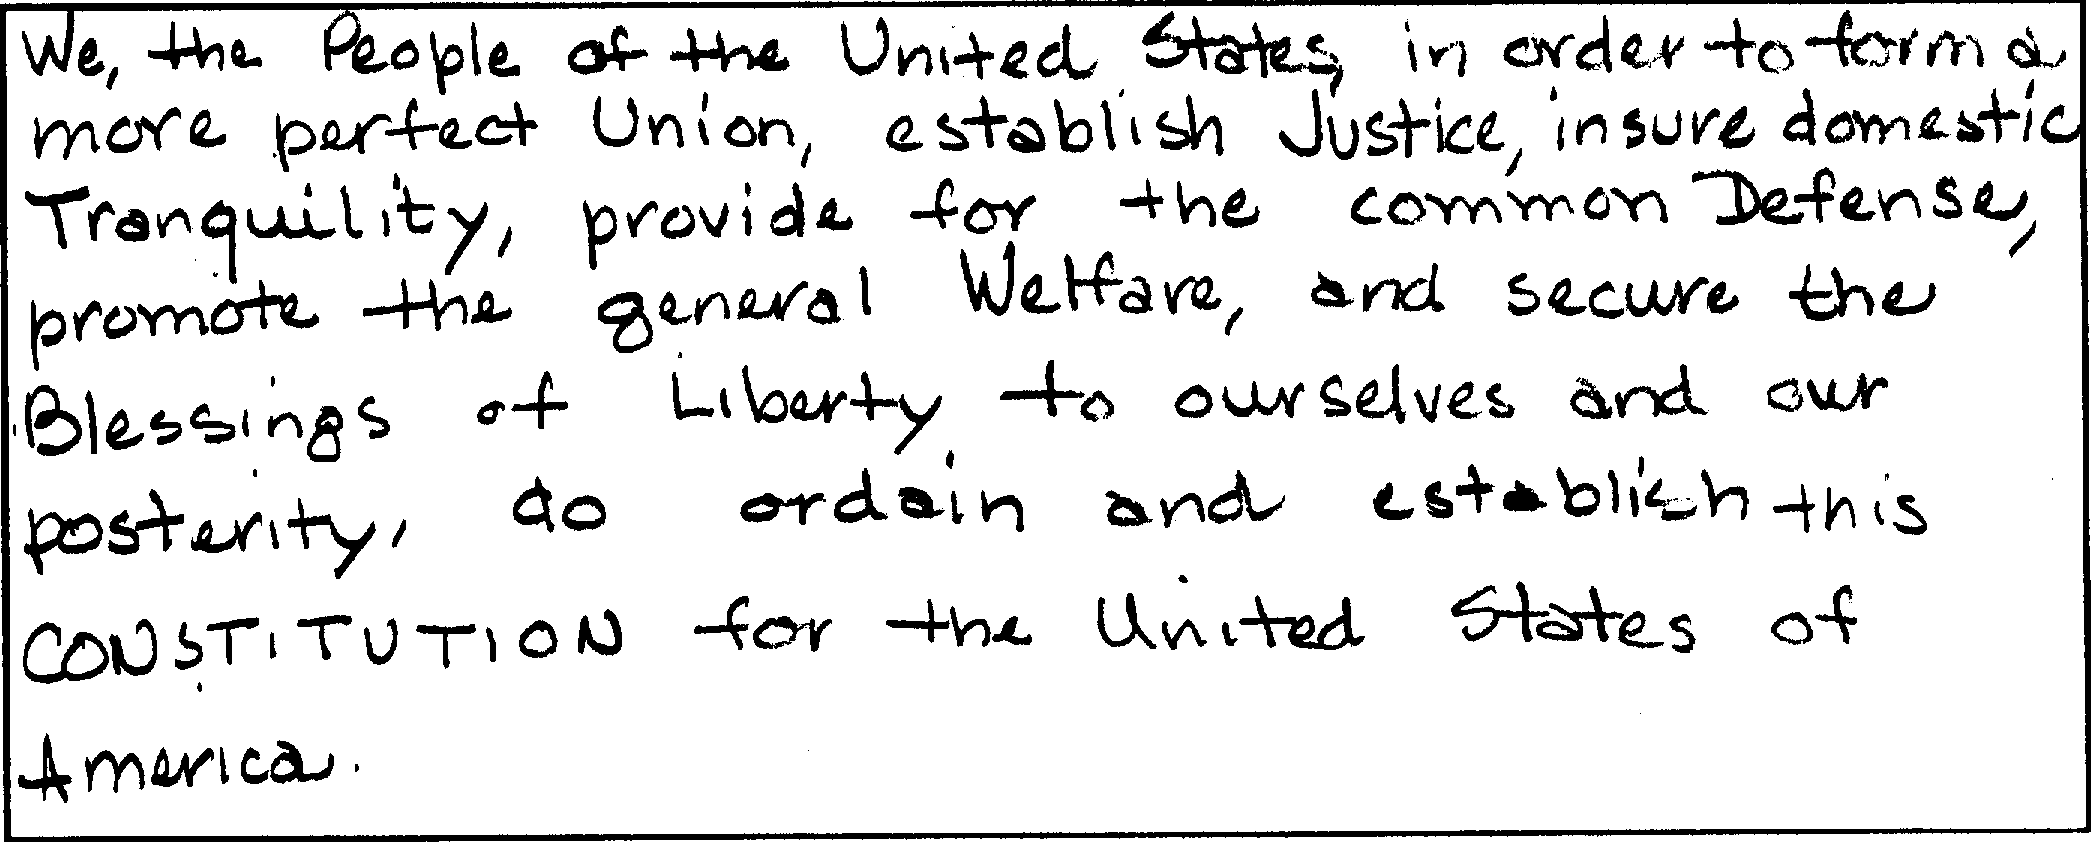 We, the People of the United States, in order to form a
more perfect Union, establish Justice, insure domestic
Tranquility, provide for the common Defense,
promote the general Welfare, and secure the
Blessings of Liberty to ourselves and our
posterity, do ordain and establish this
CONSTITUTION for the United States of
America.